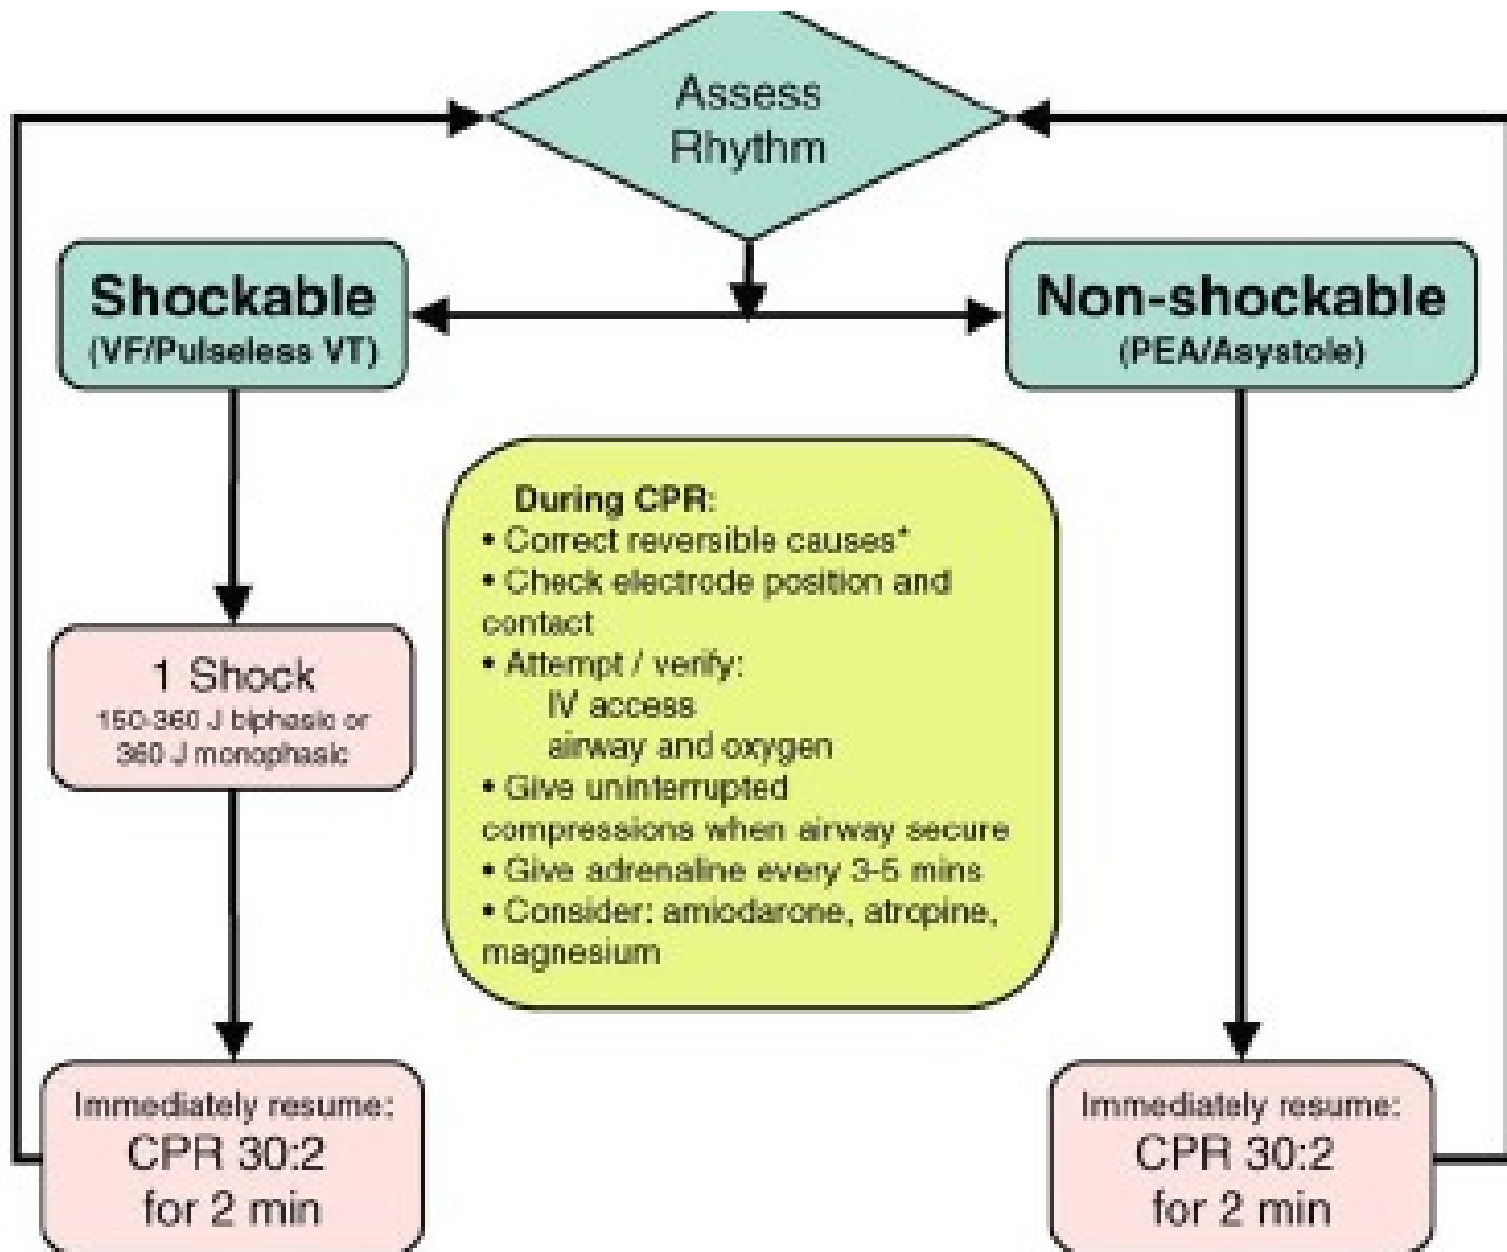 Assess
Rhythm
Shockable
(VF/Pulseless VT)
Non-shockable
(PEA/Asystole)
During CPR:
• Correct reversible causes*
• Check electrode position and
contact
• Attempt / verify:
IV access
airway and oxygen
• Give uninterrupted
compressions when airway secure
• Give adrenaline every 3-5 mins
• Consider: amiodarone, atropine,
magnesium
1 Shock
150-360 J biphasic or
360 J monophasic
Immediately resume:
CPR 30:2
for 2 min
Immediately resume:
CPR 30:2
for 2 min